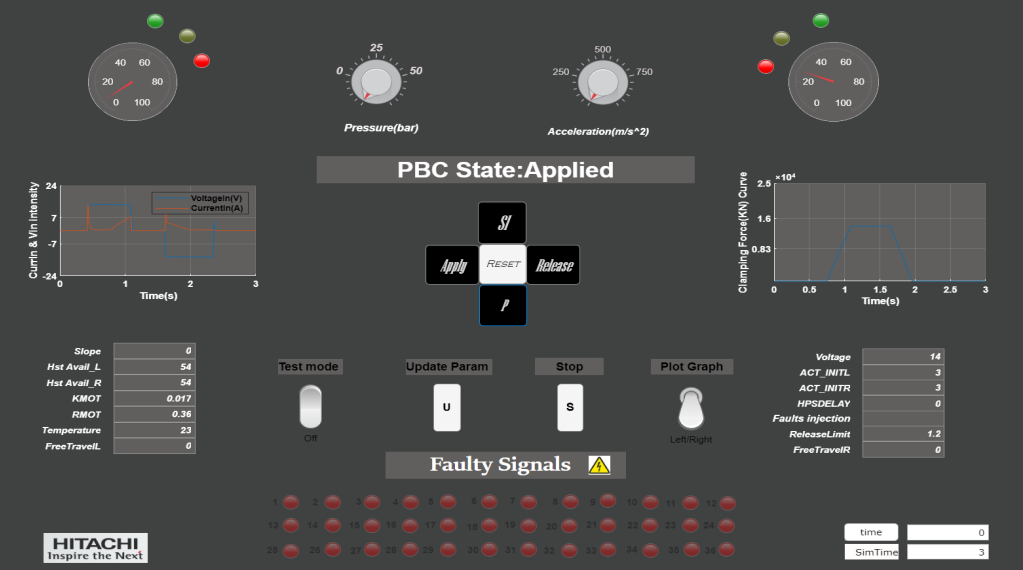 40 60
20 80
0 100
25
0 50
Pressure(bar)
500
250 750
Acceleration(m/s^2)
40 60
20 80
0 100
PBC State:Applied
CurrIn & Vin Intensity
24
7
-7
-24
0 1 2 3
Time(s)
VoltageIn(V)
CurrentIn(A)
SI
Apply RESET Release
P
Clamping Force(KN) Curve
×10⁴
2.5
1.6
0.83
0
0 0.5 1 1.5 2 2.5 3
Time(s)
Slope 0
Hst Avail_L 54
Hst Avail_R 54
KMOT 0.017
RMOT 0.36
Temperature 23
FreeTravelL 0
Test mode
Off
Update Param
U
Stop
S
Plot Graph
Left/Right
Voltage 14
ACT_INITL 3
ACT_INITR 3
HPSDELAY 0
Faults injection
ReleaseLimit 1.2
FreeTravelR 0
Faulty Signals
1 2 3 4 5 6 7 8 9 10 11 12
13 14 15 16 17 18 19 20 21 22 23 24
25 26 27 28 29 30 31 32 33 34 35 36
HITACHI
Inspire the Next
time 0
SimTime 3